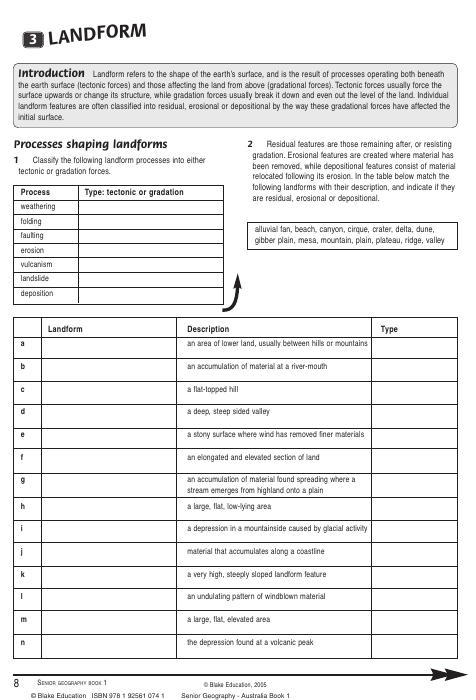 3 LANDFORM
Introduction Landform refers to the shape of the earth's surface, and is the result of processes operating both beneath
the earth surface (tectonic forces) and those affecting the land from above (gradational forces). Tectonic forces usually force the
surface upwards or change its structure, while gradation forces usually break it down and even out the level of the land. Individual
landform features are often classified into residual, erosional or depositional by the way these gradational forces have affected the
initial surface.
Processes shaping landforms
1 Classify the following landform processes into either
tectonic or gradation forces.
Process Type: tectonic or gradation
weathering
folding
faulting
erosion
vulcanism
landslide
deposition
2 Residual features are those remaining after, or resisting
gradation. Erosional features are created where material has
been removed, while depositional features consist of material
relocated following its erosion. In the table below match the
following landforms with their description, and indicate if they
are residual, erosional or depositional.
alluvial fan, beach, canyon, cirque, crater, delta, dune,
gibber plain, mesa, mountain, plain, plateau, ridge, valley
Landform Description Type
a an area of lower land, usually between hills or mountains
b an accumulation of material at a river-mouth
c a flat-topped hill
d a deep, steep sided valley
e a stony surface where wind has removed finer materials
f an elongated and elevated section of land
g an accumulation of material found spreading where a
stream emerges from highland onto a plain
h a large, flat, low-lying area
i a depression in a mountainside caused by glacial activity
j material that accumulates along a coastline
k a very high, steeply sloped landform feature
l an undulating pattern of windblown material
m a large, flat, elevated area
n the depression found at a volcanic peak
8 SENIOR GEOGRAPHY BOOK 1 © Blake Education, 2005
© Blake Education ISBN 978 1 92561 074 1 Senior Geography - Australia Book 1